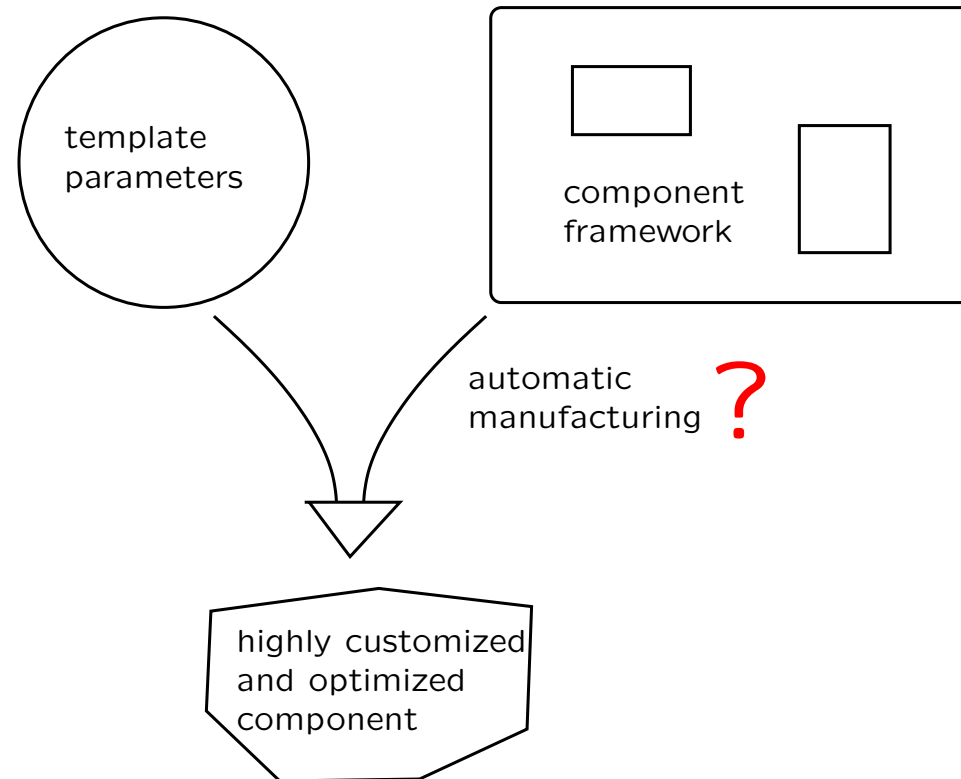 template
parameters
component
framework
automatic
manufacturing ?
highly customized
and optimized
component